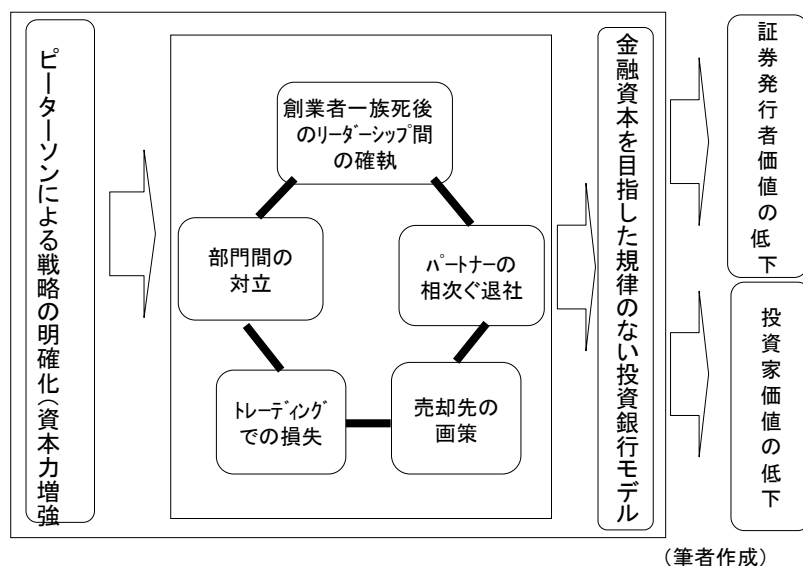 ピーターソンによる戦略の明確化（資本力増強
創業者一族死後
のﾘｰﾀﾞｰシップ間
の確執
部門間の
対立
ﾊﾟｰトナーの
相次ぐ退社
ﾄﾚｰﾃﾞｨﾝｸﾞ
での損失
売却先の
画策
金融資本を目指した規律のない投資銀行モデル
証券発行者価値の低下
投資家価値の低下
（筆者作成）